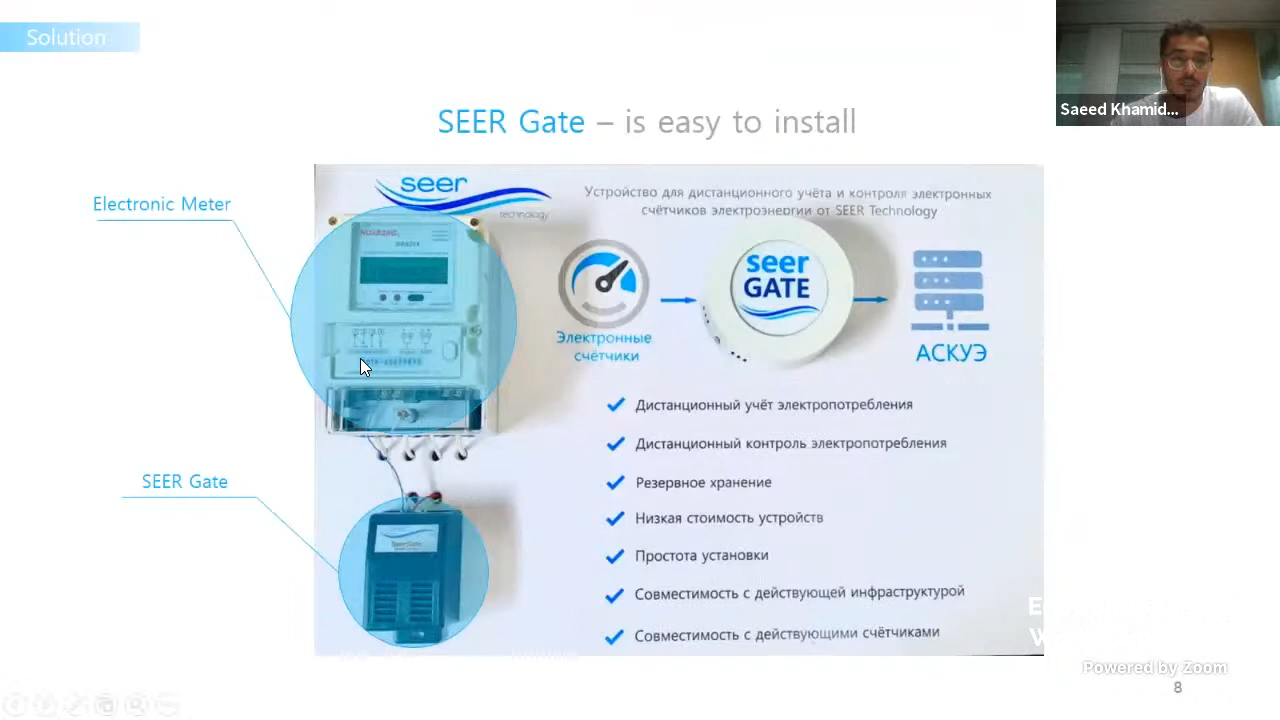 Solution
Saeed Khamid...
SEER Gate – is easy to install
Electronic Meter
SEER Gate
seer
technology
Устройство для дистанционного учёта и контроля электронных
счётчиков электроэнергии от SEER Technology
seer
GATE
Электронные
счётчики
АСКУЭ
Дистанционный учёт электропотребления
Дистанционный контроль электропотребления
Резервное хранение
Низкая стоимость устройств
Простота установки
Совместимость с действующей инфраструктурой
Совместимость с действующими счётчиками
Powered by Zoom
8